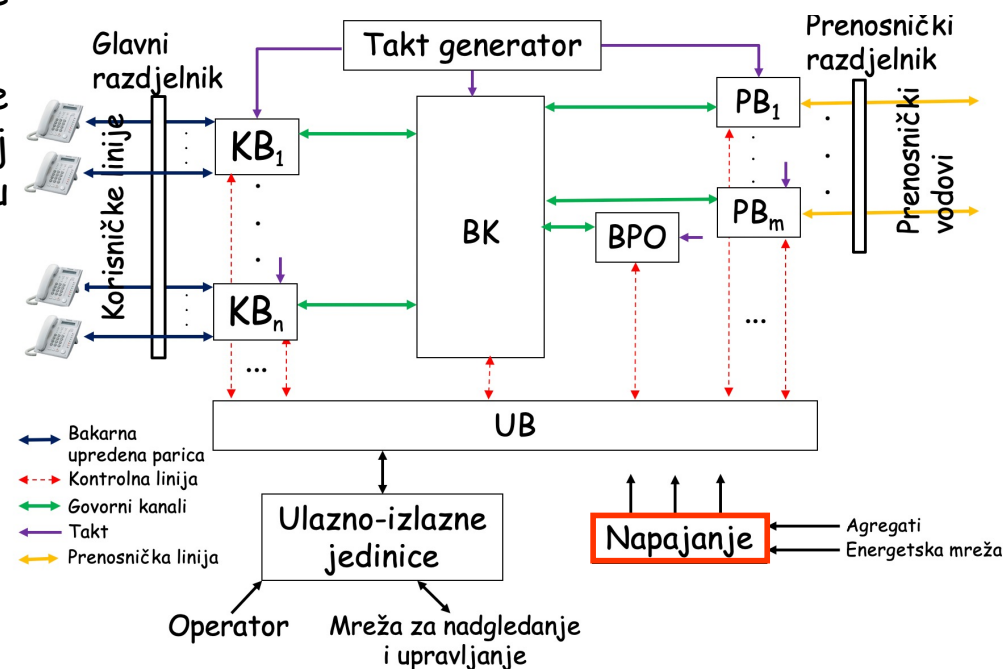 e
j
u
Glavni
razdjelnik
Takt generator
Prenosnički
razdjelnik
Korisničke linije
KB1
KBn
...
BK
BPO
PB1
PBm
...
Prenosnički
vodovi
UB
Bakarna
upredena parica
Kontrolna linija
Govorni kanali
Takt
Prenosnička linija
Ulazno-izlazne
jedinice
Napajanje
Agregati
Energetska mreža
Operator
Mreža za nadgledanje
i upravljanje